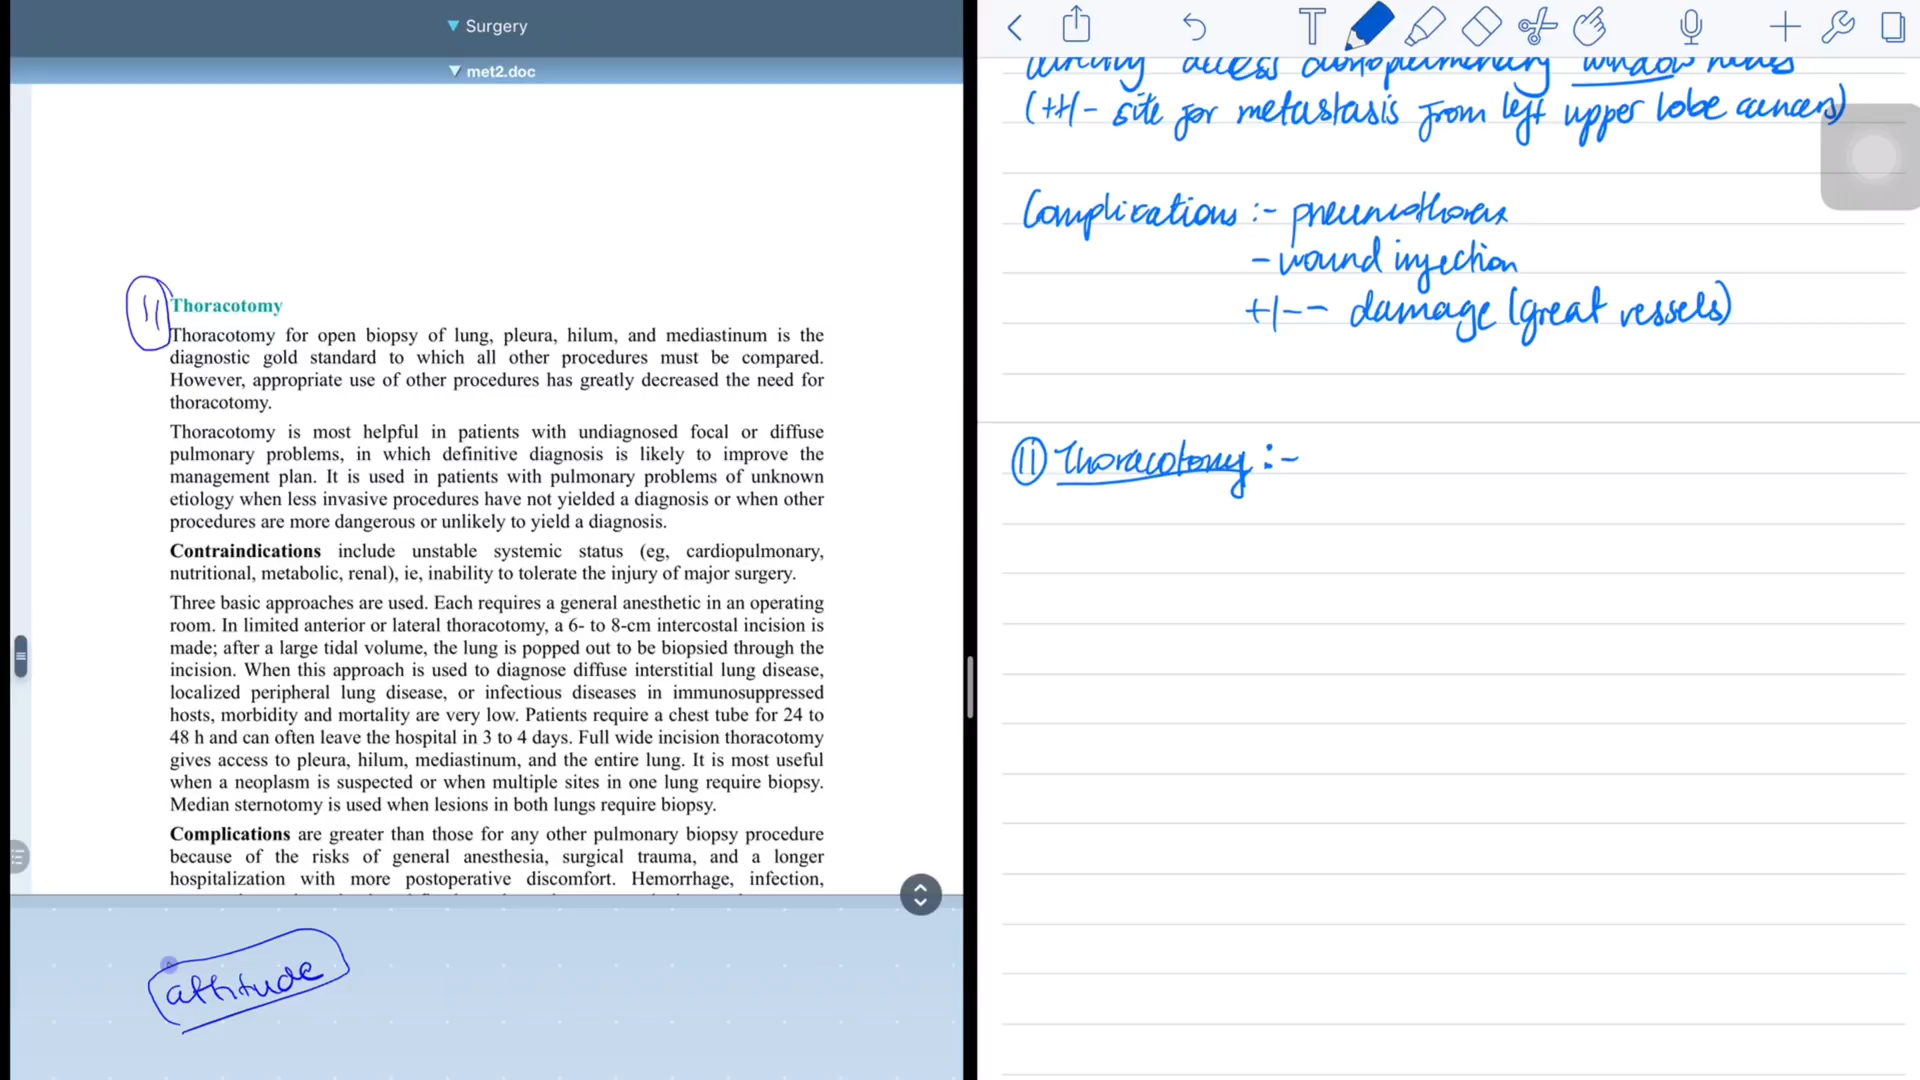 Surgery
met2.doc
11
Thoracotomy
Thoracotomy for open biopsy of lung, pleura, hilum, and mediastinum is the
diagnostic gold standard to which all other procedures must be compared.
However, appropriate use of other procedures has greatly decreased the need for
thoracotomy.
Thoracotomy is most helpful in patients with undiagnosed focal or diffuse
pulmonary problems, in which definitive diagnosis is likely to improve the
management plan. It is used in patients with pulmonary problems of unknown
etiology when less invasive procedures have not yielded a diagnosis or when other
procedures are more dangerous or unlikely to yield a diagnosis.
Contraindications include unstable systemic status (eg, cardiopulmonary,
nutritional, metabolic, renal), ie, inability to tolerate the injury of major surgery.
Three basic approaches are used. Each requires a general anesthetic in an operating
room. In limited anterior or lateral thoracotomy, a 6- to 8-cm intercostal incision is
made; after a large tidal volume, the lung is popped out to be biopsied through the
incision. When this approach is used to diagnose diffuse interstitial lung disease,
localized peripheral lung disease, or infectious diseases in immunosuppressed
hosts, morbidity and mortality are very low. Patients require a chest tube for 24 to
48 h and can often leave the hospital in 3 to 4 days. Full wide incision thoracotomy
gives access to pleura, hilum, mediastinum, and the entire lung. It is most useful
when a neoplasm is suspected or when multiple sites in one lung require biopsy.
Median sternotomy is used when lesions in both lungs require biopsy.
Complications are greater than those for any other pulmonary biopsy procedure
because of the risks of general anesthesia, surgical trauma, and a longer
hospitalization with more postoperative discomfort. Hemorrhage, infection,
attitude
access window nodes
(+/- site for metastasis from left upper lobe cancers)
Complications :- pneumothorax
- wound infection
+/-- damage (great vessels)
11 Thoracotomy :-